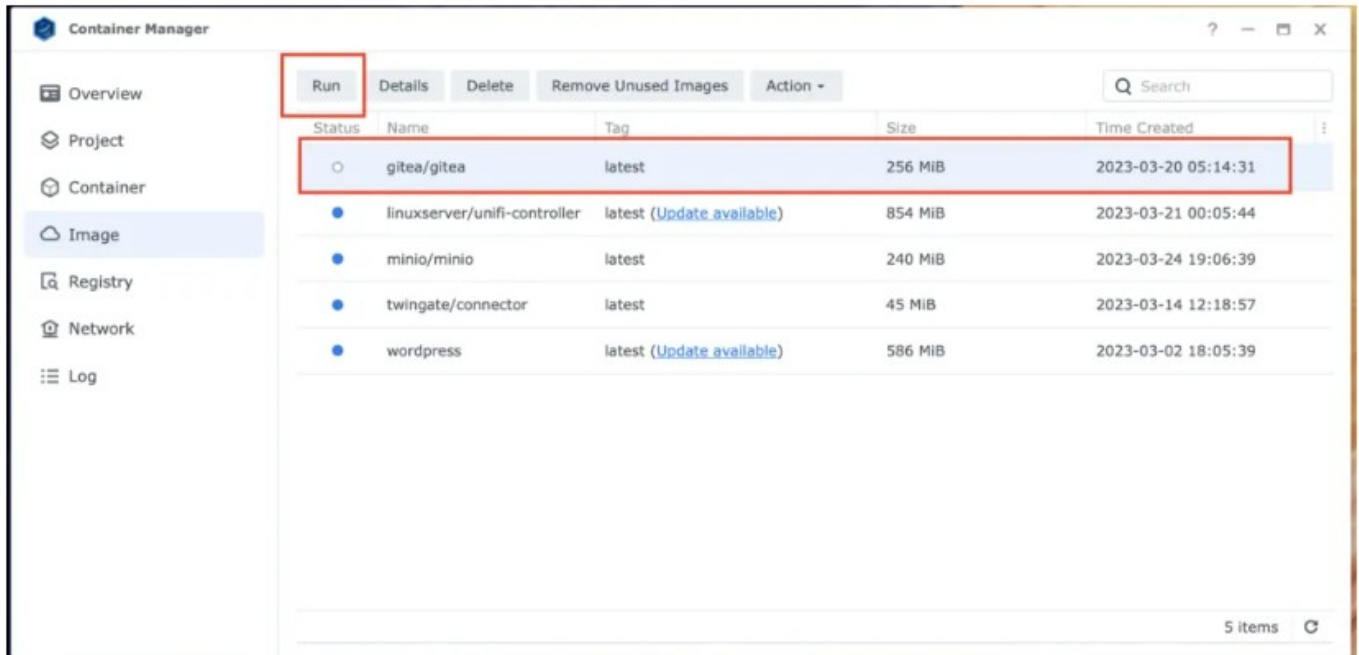 Container Manager
?
Overview
Project
Container
Image
Registry
Network
Log
Run Details Delete Remove Unused Images Action
Search
Status Name Tag Size Time Created
gitea/gitea latest 256 MiB 2023-03-20 05:14:31
linuxserver/unifi-controller latest (Update available) 854 MiB 2023-03-21 00:05:44
minio/minio latest 240 MiB 2023-03-24 19:06:39
twingate/connector latest 45 MiB 2023-03-14 12:18:57
wordpress latest (Update available) 586 MiB 2023-03-02 18:05:39
5 items